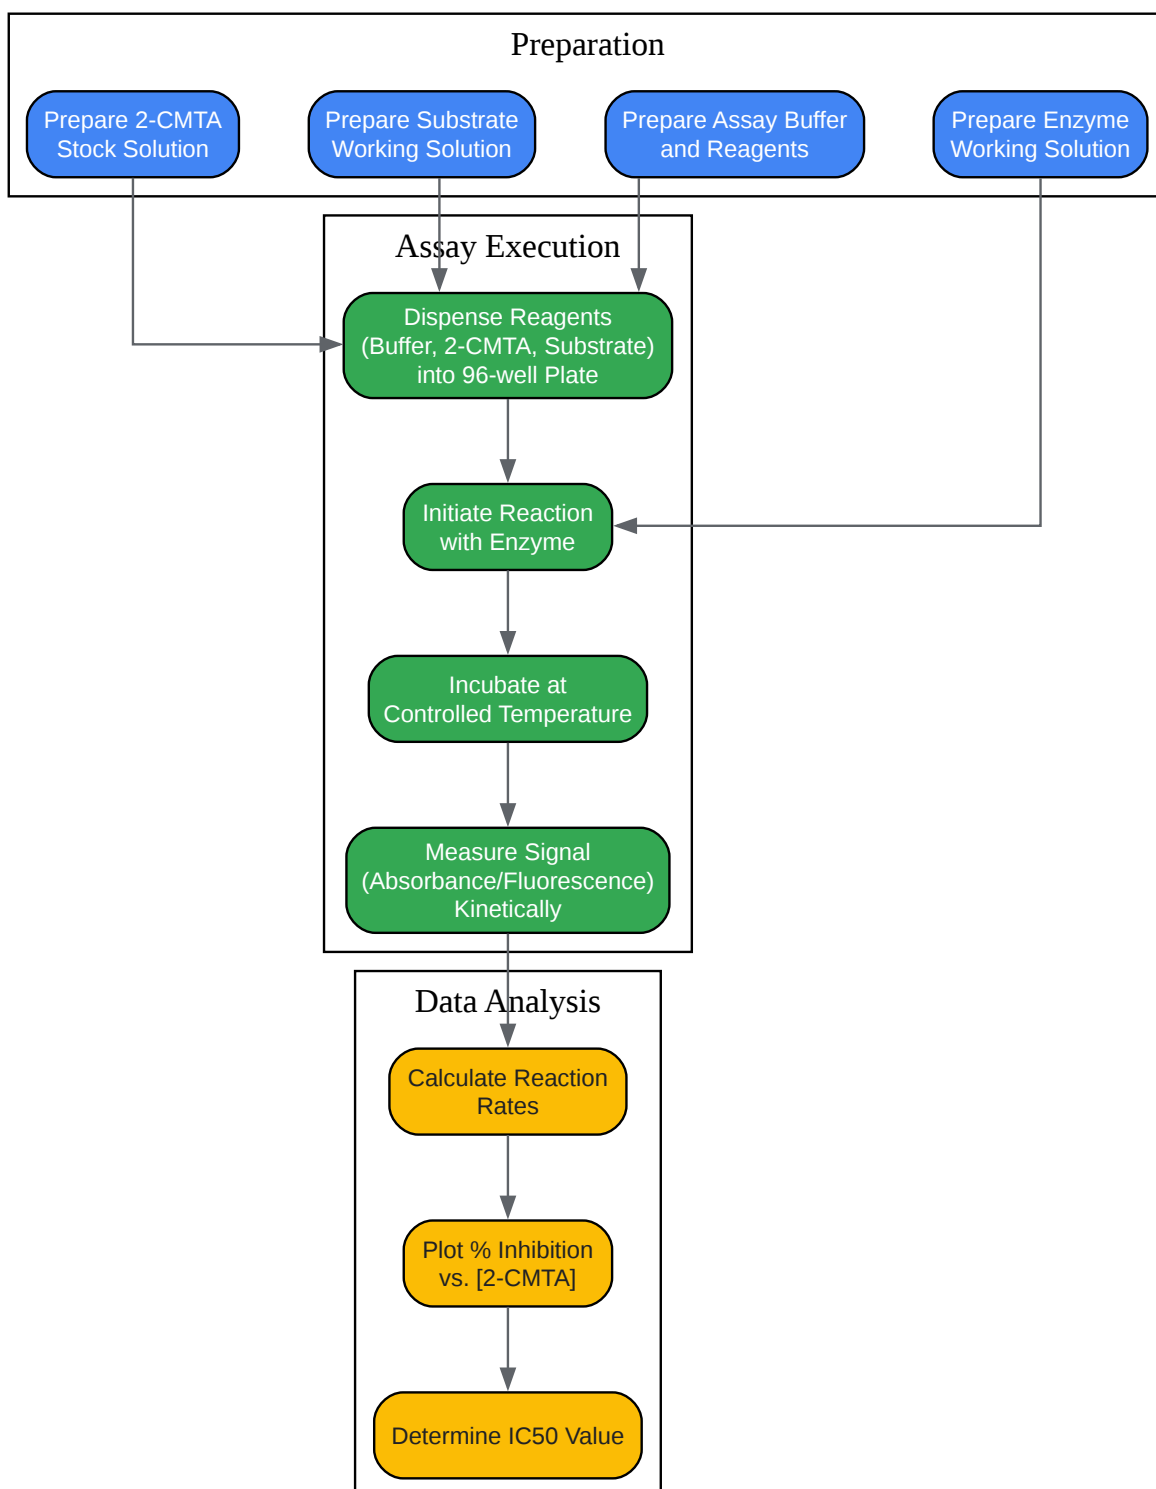 Preparation
Prepare 2-CMTA
Stock Solution
Prepare Substrate
Working Solution
Prepare Assay Buffer
and Reagents
Prepare Enzyme
Working Solution
Assay Execution
Dispense Reagents
(Buffer, 2-CMTA, Substrate)
into 96-well Plate
Initiate Reaction
with Enzyme
Incubate at
Controlled Temperature
Measure Signal
(Absorbance/Fluorescence)
Kinetically
Data Analysis
Calculate Reaction
Rates
Plot % Inhibition
vs. [2-CMTA]
Determine IC50 Value